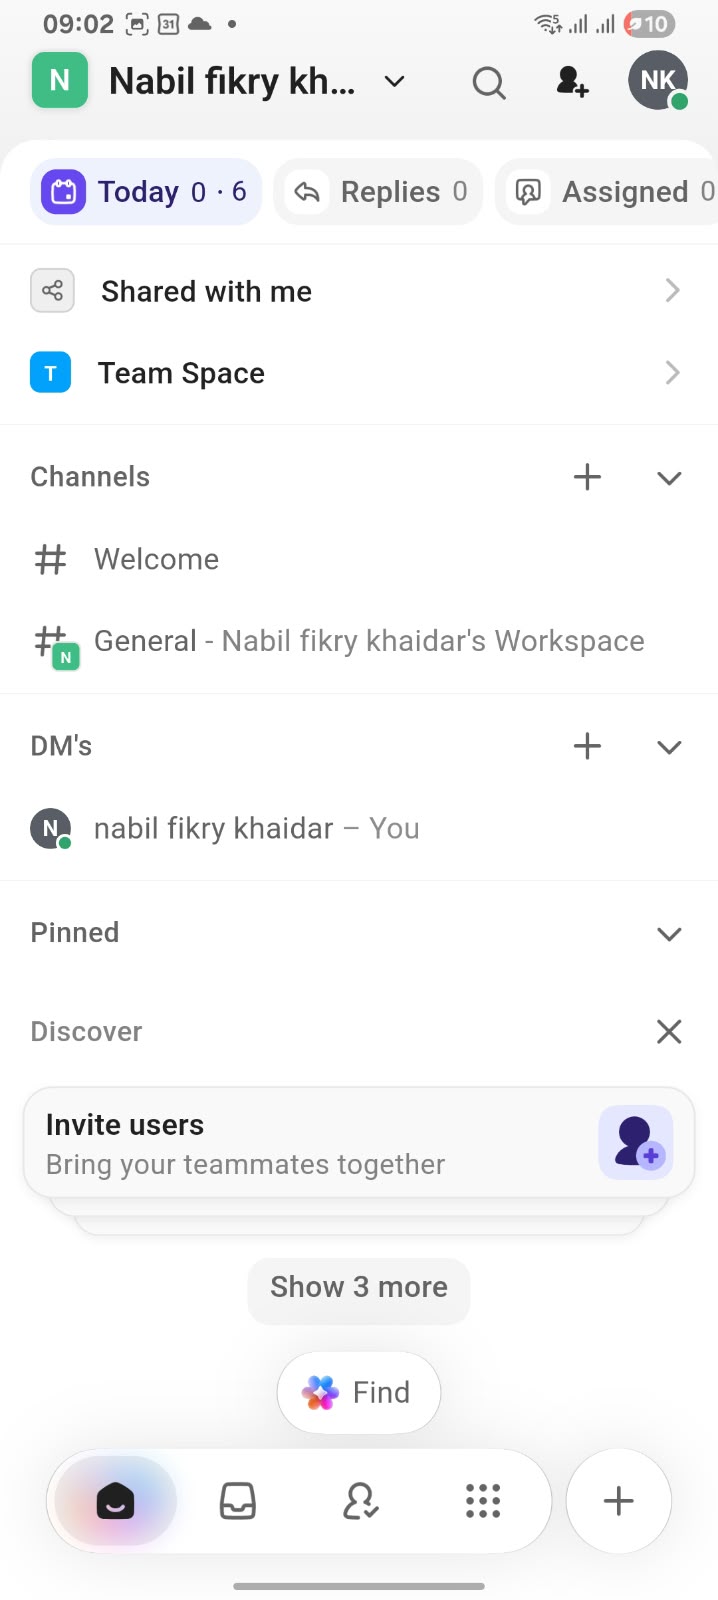 09:02 31 5 10
N Nabil fikry kh... NK
Today 0 · 6 Replies 0 Assigned 0
Shared with me
T Team Space
Channels
# Welcome
# N General - Nabil fikry khaidar's Workspace
DM's
N nabil fikry khaidar – You
Pinned
Discover
Invite users
Bring your teammates together
Show 3 more
Find